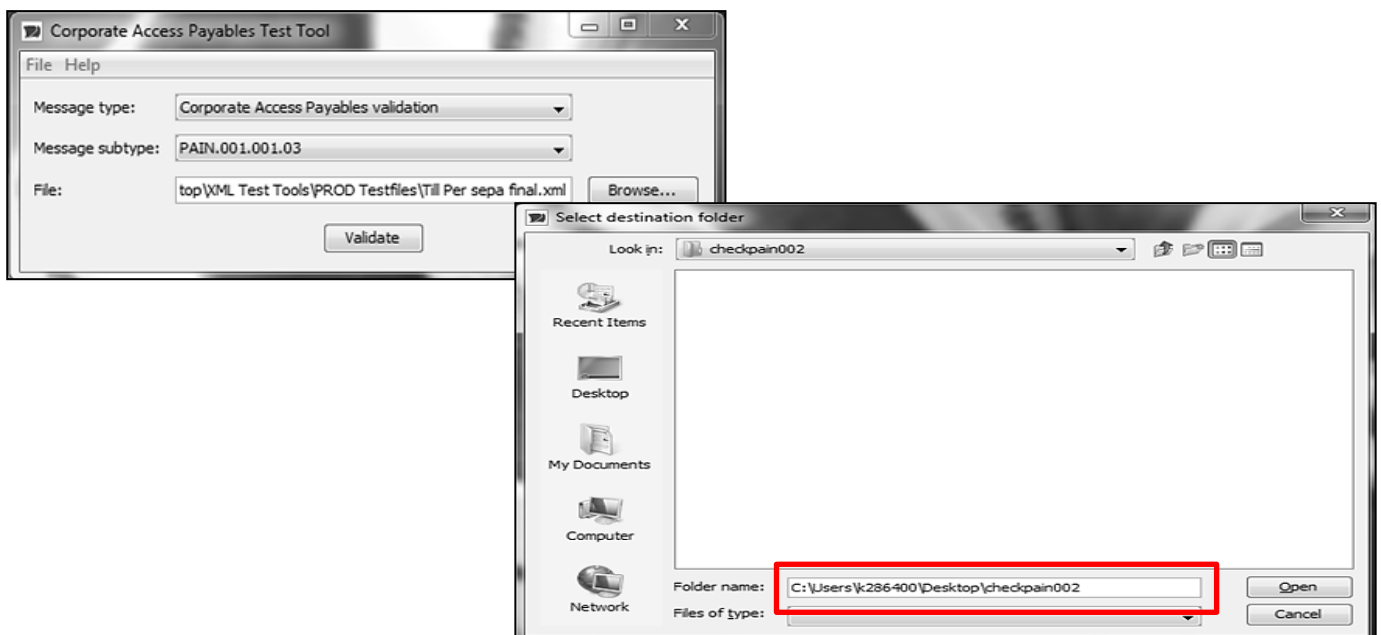 Corporate Access Payables Test Tool
File Help
Message type: Corporate Access Payables validation
Message subtype: PAIN.001.001.03
File: top\XML Test Tools\PROD Testfiles\Till Per sepa final.xml Browse...
Validate
Select destination folder
Look in: checkpain002
Recent Items
Desktop
My Documents
Computer
Network
Folder name: C:\Users\k286400\Desktop\checkpain002 Open
Files of type: Cancel